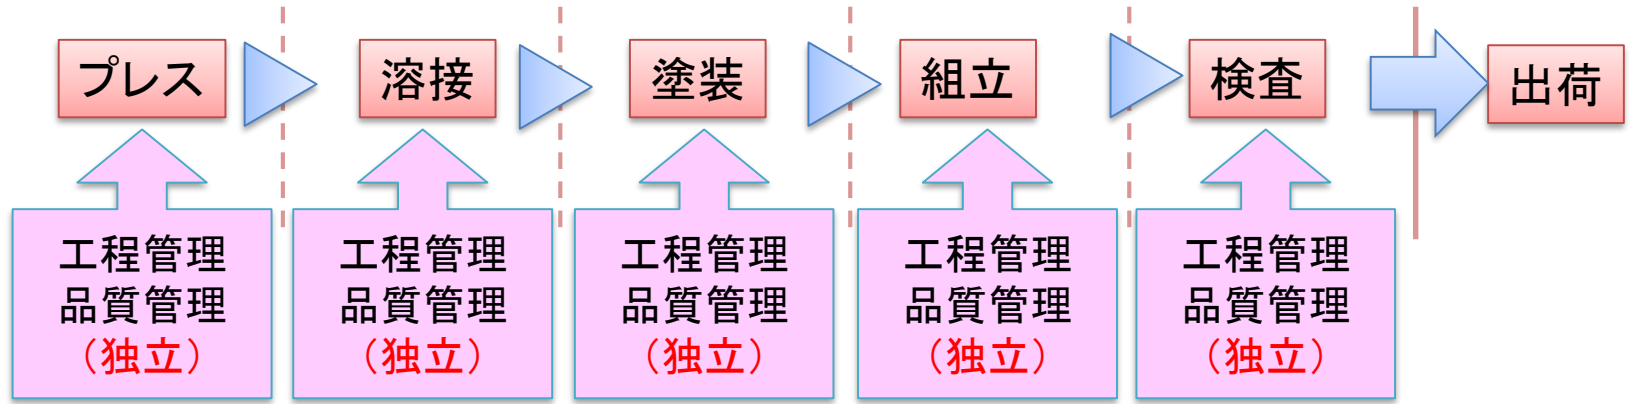 プレス
溶接
塗装
組立
検査
出荷
工程管理
品質管理
（独立）
工程管理
品質管理
（独立）
工程管理
品質管理
（独立）
工程管理
品質管理
（独立）
工程管理
品質管理
（独立）